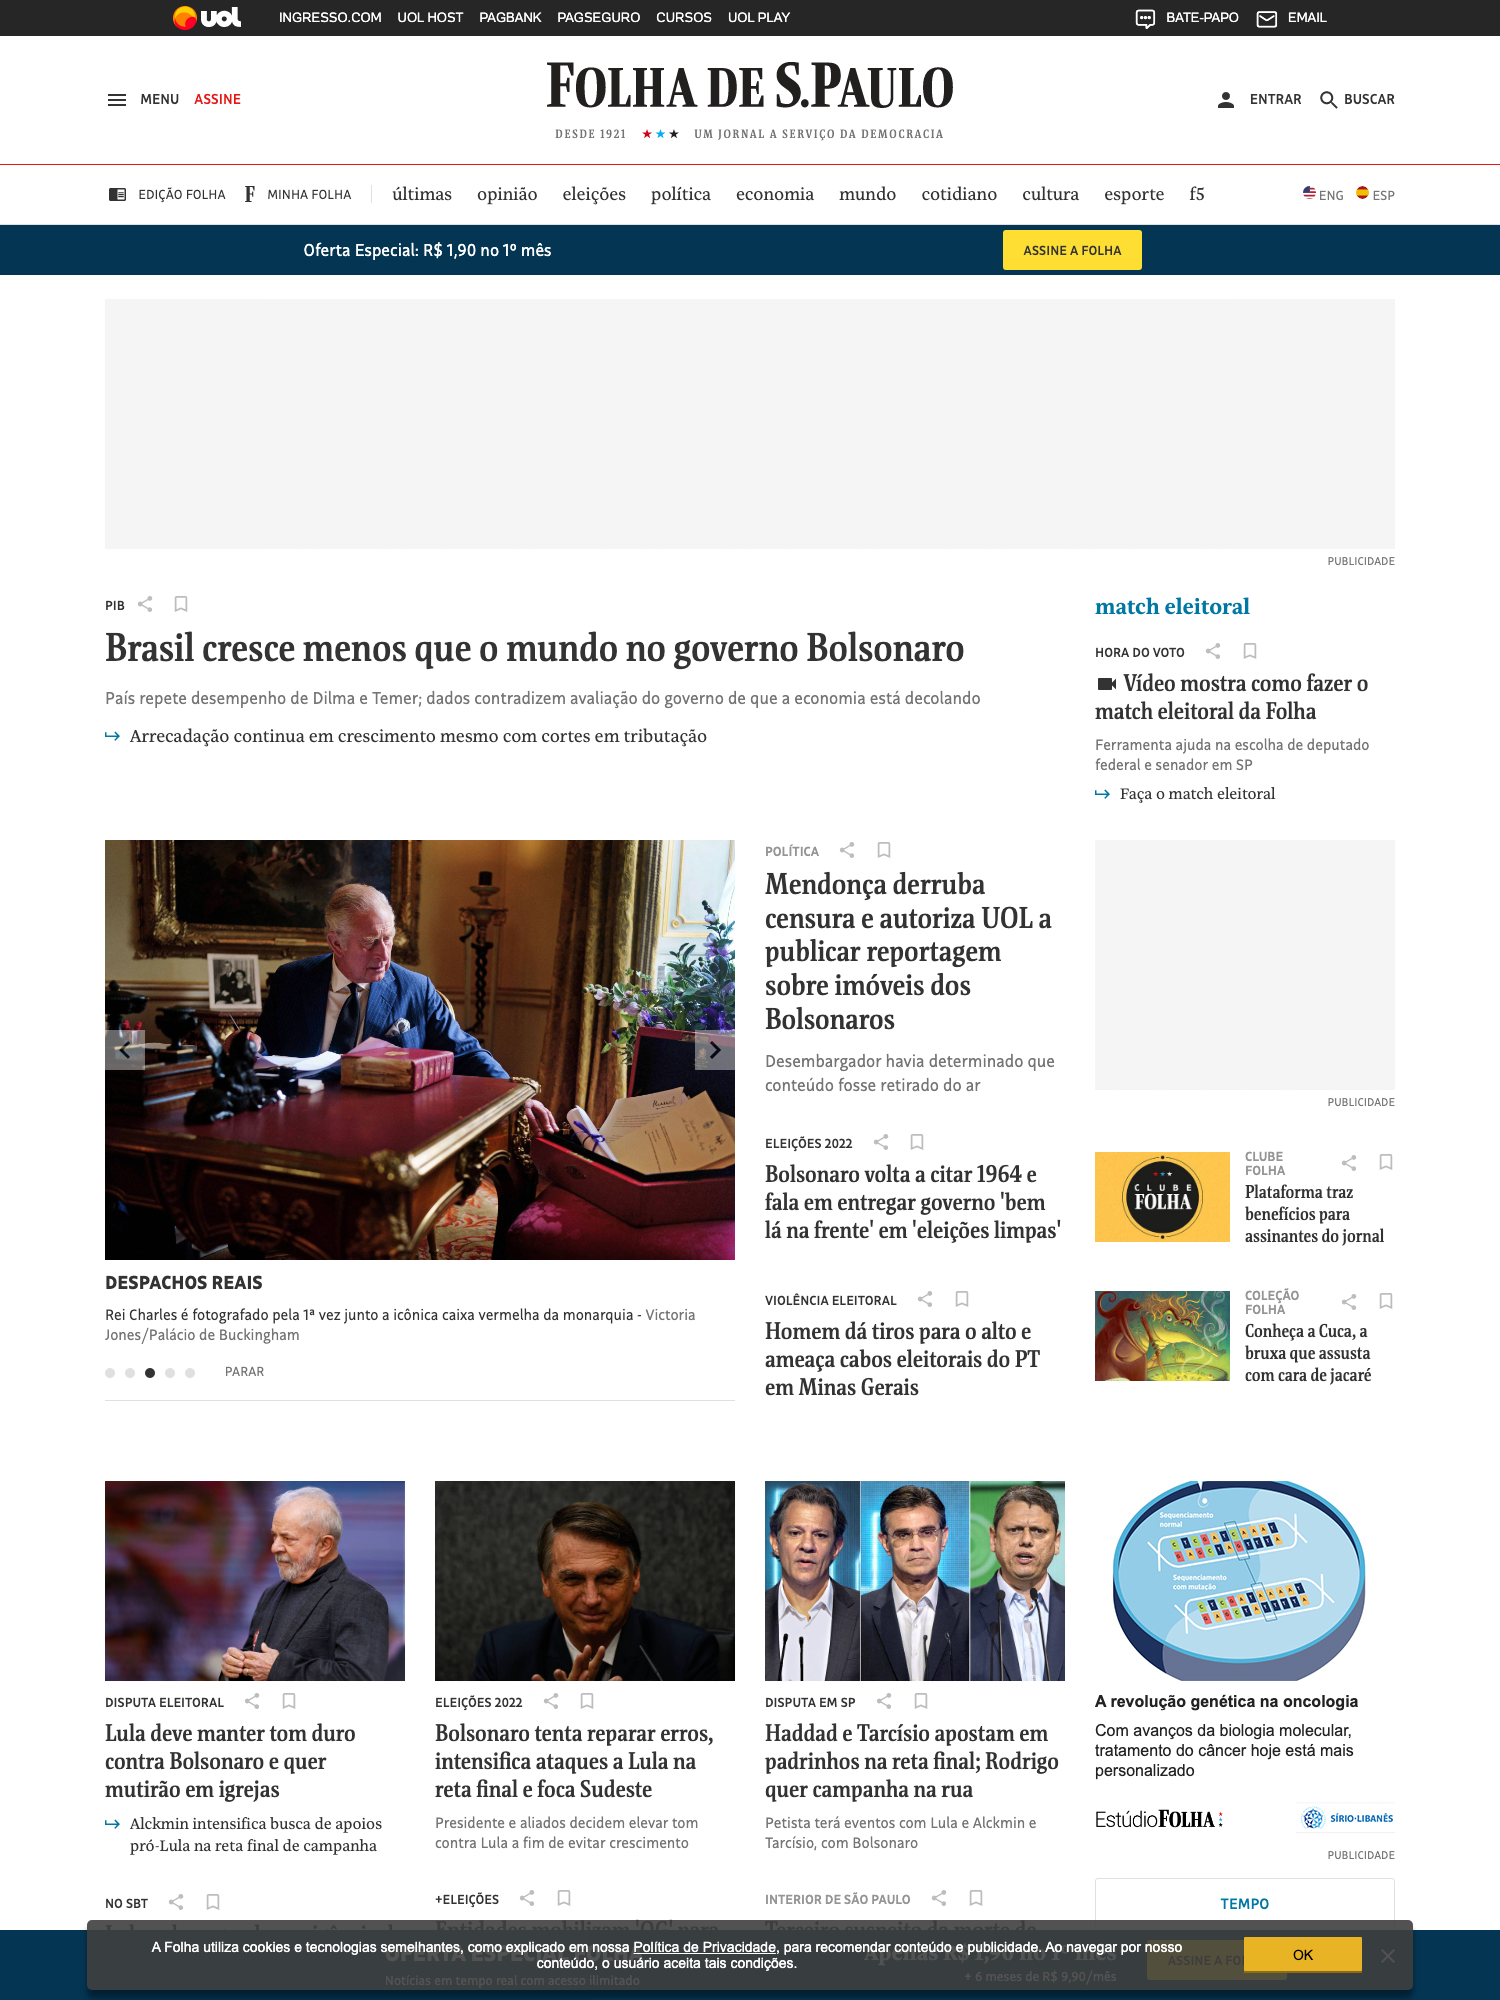 uol INGRESSO.COM UOL HOST PAGBANK PAGSEGURO CURSOS UOL PLAY BATE-PAPO EMAIL
MENU ASSINE
FOLHA DE S.PAULO
DESDE 1921 ★★★ UM JORNAL A SERVIÇO DA DEMOCRACIA
ENTRAR BUSCAR
EDIÇÃO FOLHA F MINHA FOLHA últimas opinião eleições política economia mundo cotidiano cultura esporte f5 ENG ESP
Oferta Especial: R$ 1,90 no 1º mês ASSINE A FOLHA
PUBLICIDADE
PIB
Brasil cresce menos que o mundo no governo Bolsonaro
País repete desempenho de Dilma e Temer; dados contradizem avaliação do governo de que a economia está decolando
Arrecadação continua em crescimento mesmo com cortes em tributação
match eleitoral
HORA DO VOTO
Vídeo mostra como fazer o
match eleitoral da Folha
Ferramenta ajuda na escolha de deputado
federal e senador em SP
Faça o match eleitoral
DESPACHOS REAIS
Rei Charles é fotografado pela 1ª vez junto a icônica caixa vermelha da monarquia - Victoria
Jones/Palácio de Buckingham
PARAR
POLÍTICA
Mendonça derruba
censura e autoriza UOL a
publicar reportagem
sobre imóveis dos
Bolsonaros
Desembargador havia determinado que
conteúdo fosse retirado do ar
ELEIÇÕES 2022
Bolsonaro volta a citar 1964 e
fala em entregar governo 'bem
lá na frente' em 'eleições limpas'
VIOLÊNCIA ELEITORAL
Homem dá tiros para o alto e
ameaça cabos eleitorais do PT
em Minas Gerais
PUBLICIDADE
CLUBE
FOLHA
CLUBE
FOLHA
Plataforma traz
benefícios para
assinantes do jornal
COLEÇÃO
FOLHA
Conheça a Cuca, a
bruxa que assusta
com cara de jacaré
DISPUTA ELEITORAL
Lula deve manter tom duro
contra Bolsonaro e quer
mutirão em igrejas
Alckmin intensifica busca de apoios
pró-Lula na reta final de campanha
NO SBT
ELEIÇÕES 2022
Bolsonaro tenta reparar erros,
intensifica ataques a Lula na
reta final e foca Sudeste
Presidente e aliados decidem elevar tom
contra Lula a fim de evitar crescimento
+ELEIÇÕES
Entidades mobilizam 'QG' para
DISPUTA EM SP
Haddad e Tarcísio apostam em
padrinhos na reta final; Rodrigo
quer campanha na rua
Petista terá eventos com Lula e Alckmin e
Tarcísio, com Bolsonaro
INTERIOR DE SÃO PAULO
Terceiro suspeito da morte de
Sequenciamento
normal
Sequenciamento
com mutação
A revolução genética na oncologia
Com avanços da biologia molecular,
tratamento do câncer hoje está mais
personalizado
EstúdioFOLHA SÍRIO-LIBANÊS
PUBLICIDADE
TEMPO
A Folha utiliza cookies e tecnologias semelhantes, como explicado em nossa Política de Privacidade, para recomendar conteúdo e publicidade. Ao navegar por nosso
conteúdo, o usuário aceita tais condições.
OK
Apenas R$ 1,90 no 1º mês
Notícias em tempo real com acesso ilimitado
+ 6 meses de R$ 9,90/mês
ASSINE A FO